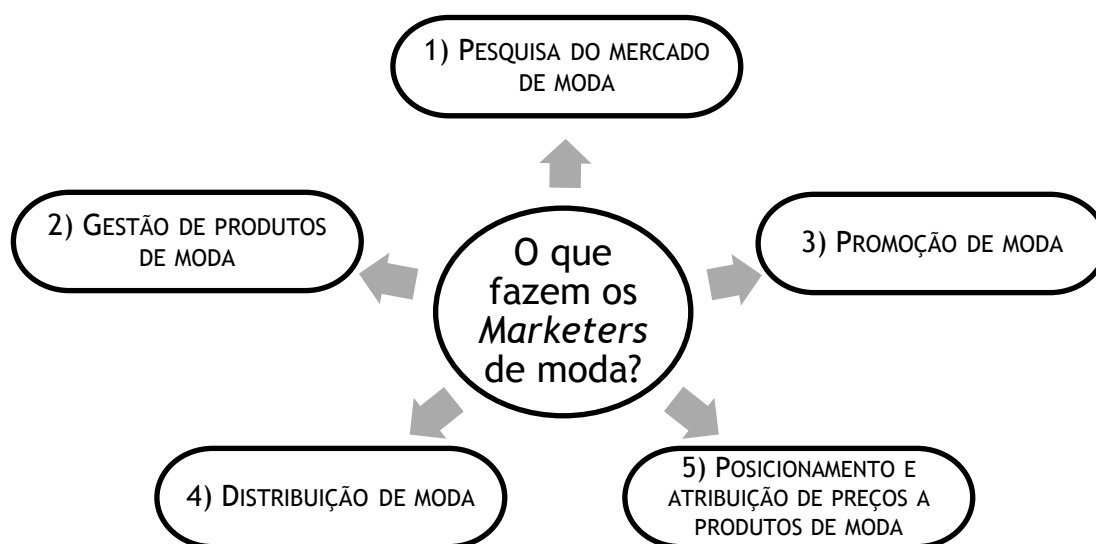 1) PESQUISA DO MERCADO
DE MODA
2) GESTÃO DE PRODUTOS
DE MODA
3) PROMOÇÃO DE MODA
O que
fazem os
Marketers
de moda?
4) DISTRIBUIÇÃO DE MODA
5) POSICIONAMENTO E
ATRIBUIÇÃO DE PREÇOS A
PRODUTOS DE MODA